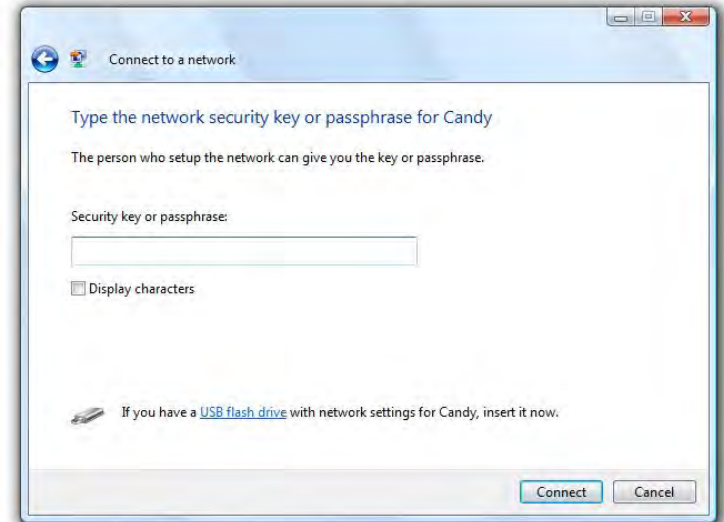 Connect to a network
Type the network security key or passphrase for Candy
The person who setup the network can give you the key or passphrase.
Security key or passphrase:
Display characters
If you have a USB flash drive with network settings for Candy, insert it now.
Connect Cancel